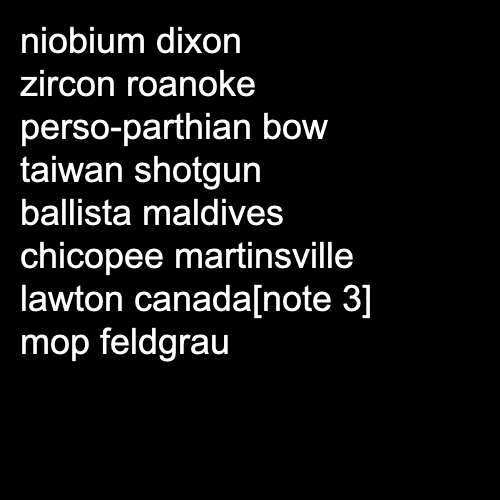 niobium dixon
zircon roanoke
perso-parthian bow
taiwan shotgun
ballista maldives
chicopee martinsville
lawton canada[note 3]
mop feldgrau